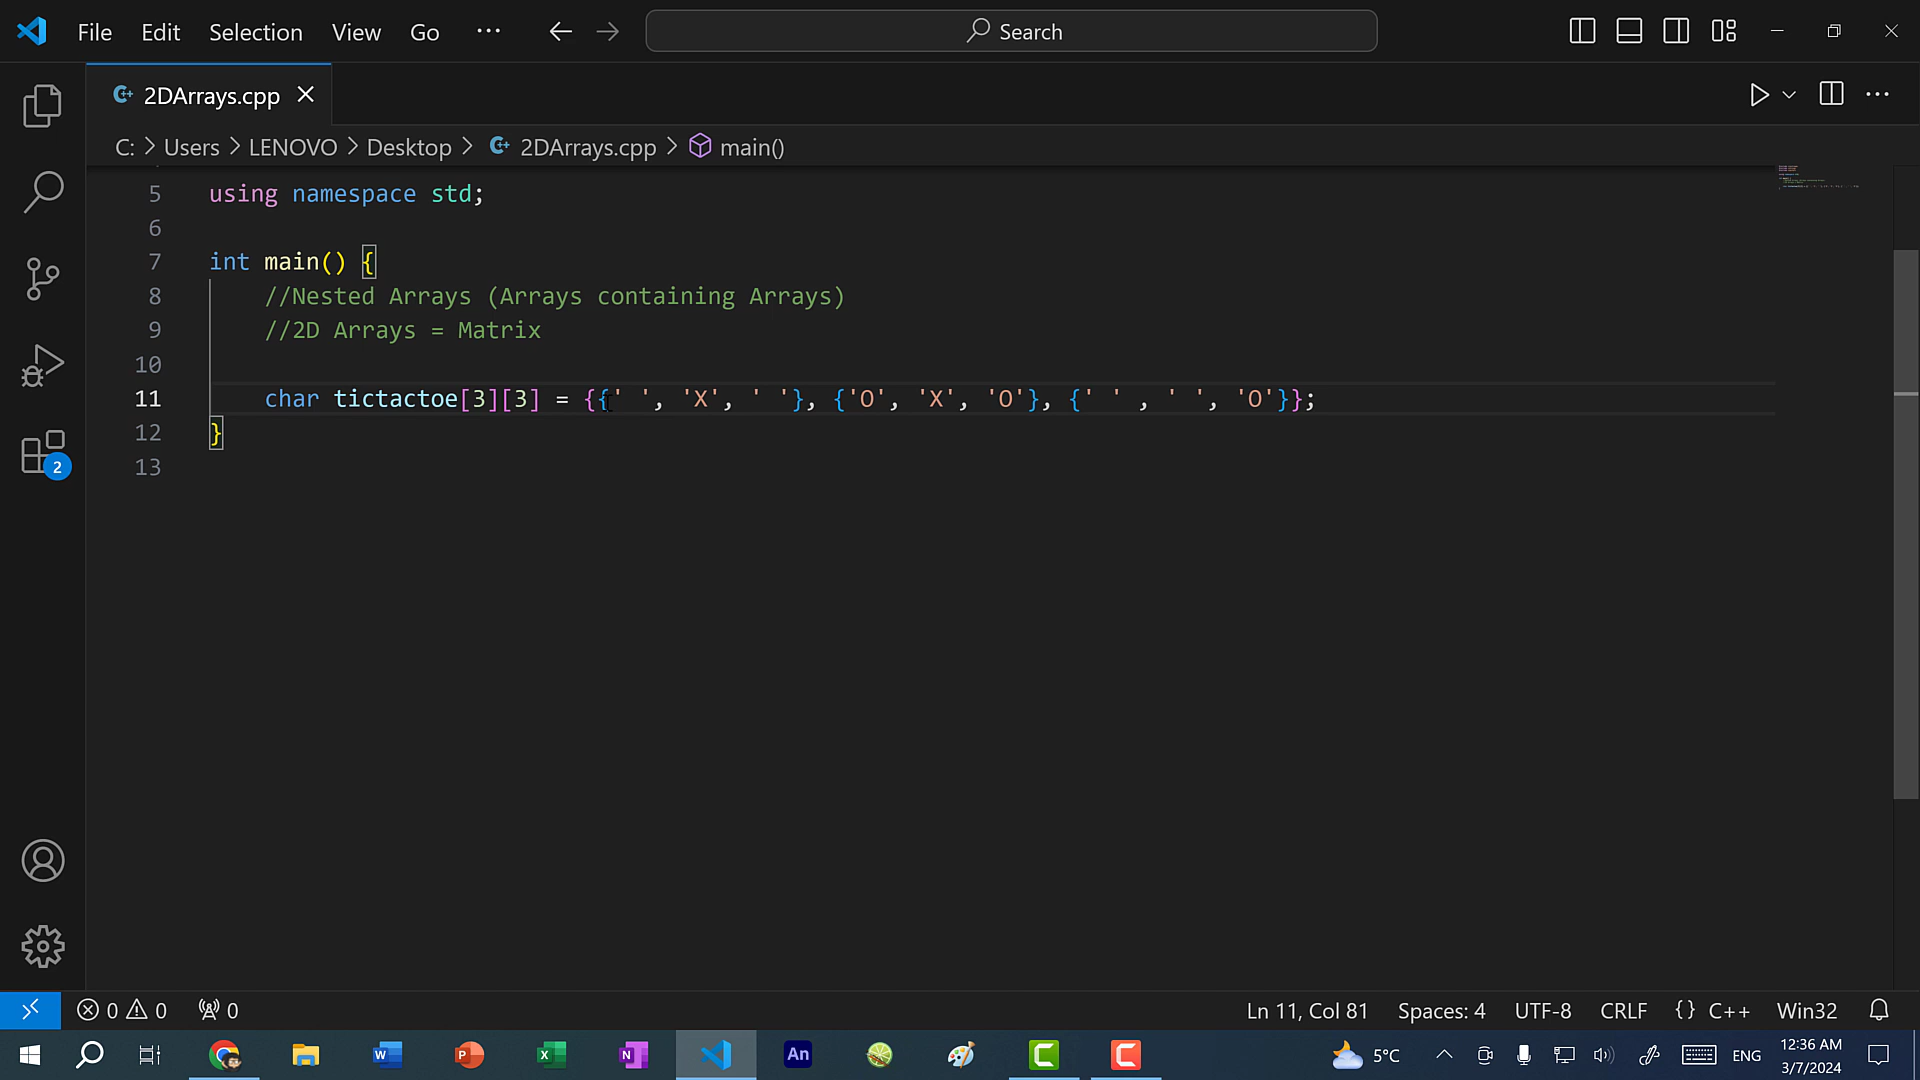 File Edit Selection View Go ··· Search
2DArrays.cpp
C: > Users > LENOVO > Desktop > 2DArrays.cpp > main()
5 using namespace std;
6
7 int main() {
8 //Nested Arrays (Arrays containing Arrays)
9 //2D Arrays = Matrix
10
11 char tictactoe[3][3] = {{' ', 'X', ' '}, {'O', 'X', 'O'}, {' ' , ' ', 'O'}};
12 }
13
2
0 0 0 Ln 11, Col 81 Spaces: 4 UTF-8 CRLF {} C++ Win32
W P X N An C C 5°C ENG 12:36 AM
3/7/2024